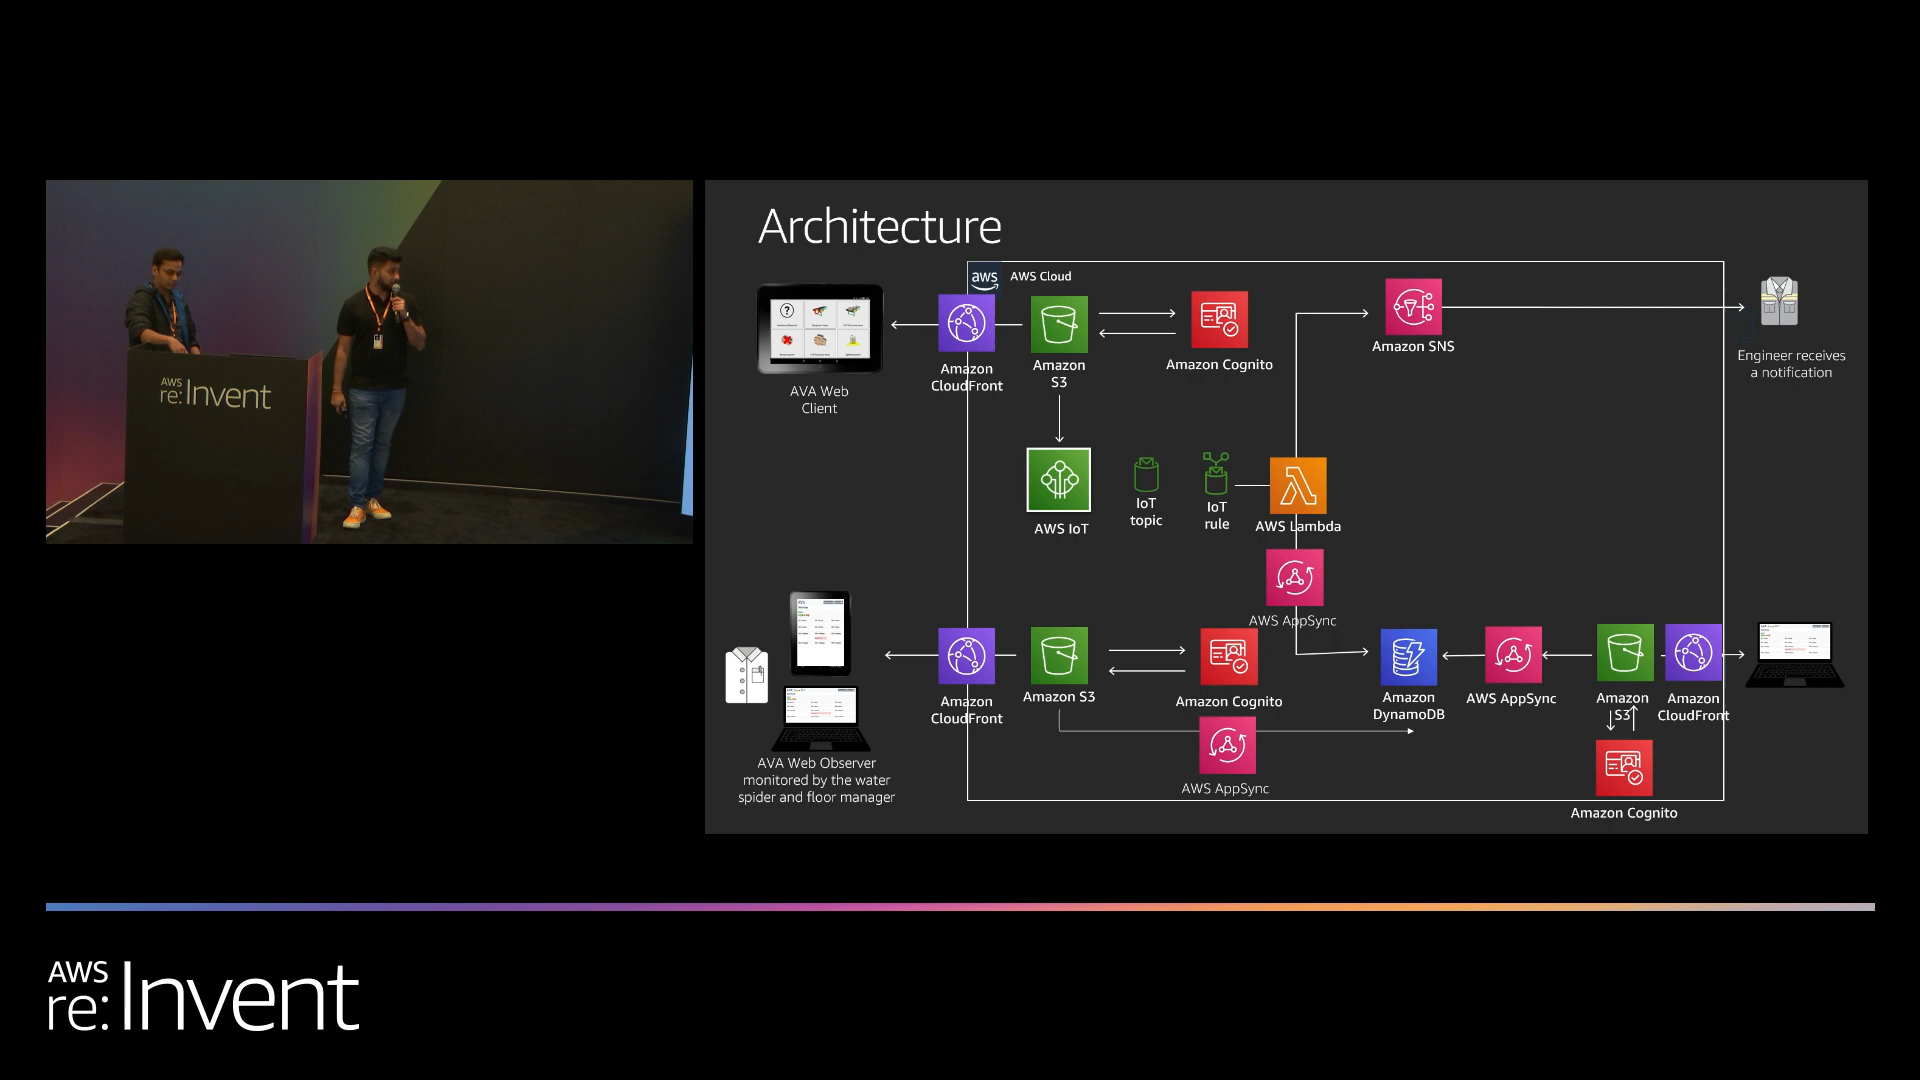 AWS
re:Invent
Architecture
aws
AWS Cloud
?
AVA Web
Client
Amazon
CloudFront
Amazon
S3
Amazon Cognito
Amazon SNS
Engineer receives
a notification
AWS IoT
IoT
topic
IoT
rule
AWS Lambda
AWS AppSync
Amazon
CloudFront
Amazon S3
Amazon Cognito
AWS AppSync
Amazon
DynamoDB
AWS AppSync
Amazon
S3
Amazon
CloudFront
Amazon Cognito
AVA Web Observer
monitored by the water
spider and floor manager
AWS
re:Invent